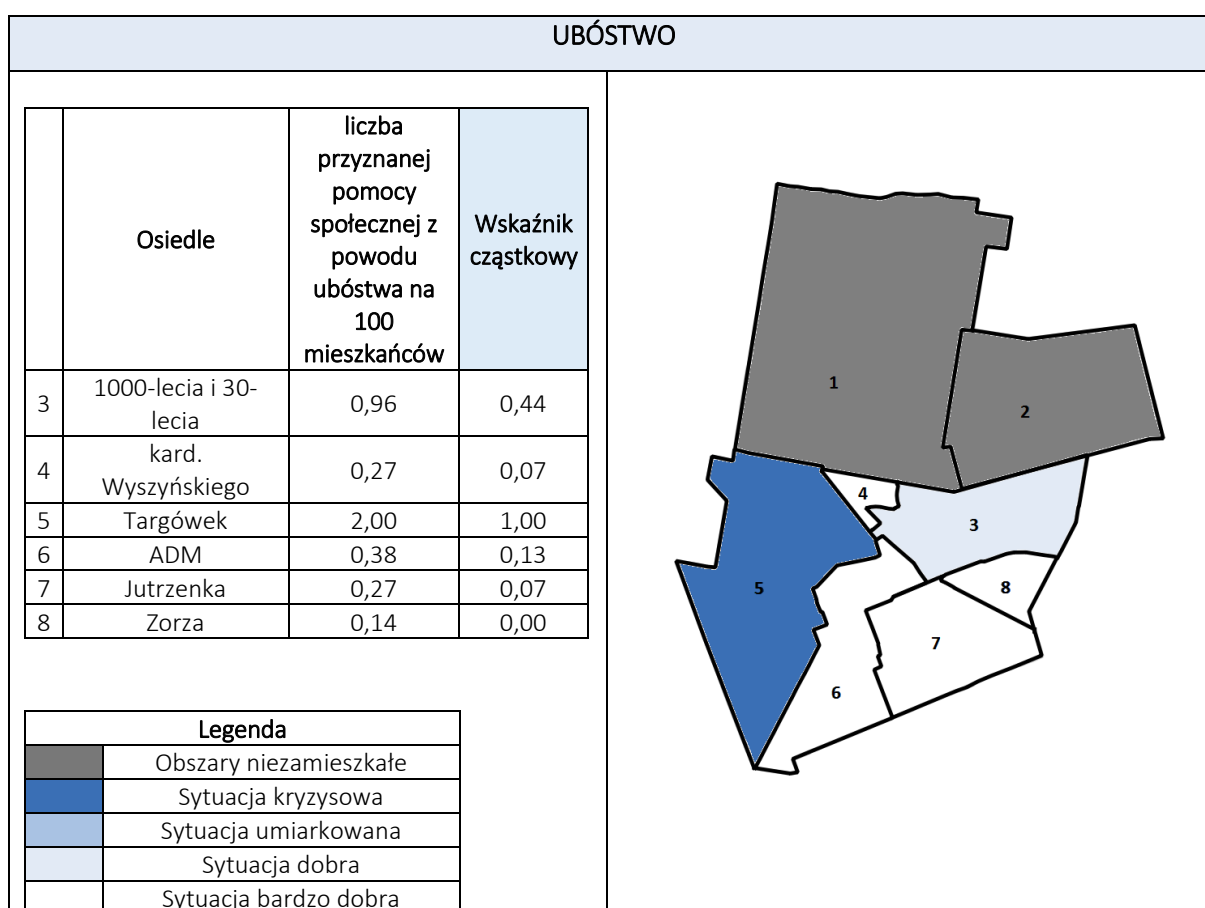 UBÓSTWO
Osiedle
liczba
przyznanej
pomocy
społecznej z
powodu
ubóstwa na
100
mieszkańców
Wskaźnik
cząstkowy
3 1000-lecia i 30-
lecia 0,96 0,44
4 kard.
Wyszyńskiego 0,27 0,07
5 Targówek 2,00 1,00
6 ADM 0,38 0,13
7 Jutrzenka 0,27 0,07
8 Zorza 0,14 0,00
Legenda
Obszary niezamieszkałe
Sytuacja kryzysowa
Sytuacja umiarkowana
Sytuacja dobra
Sytuacja bardzo dobra
1
2
4
3
5
8
7
6